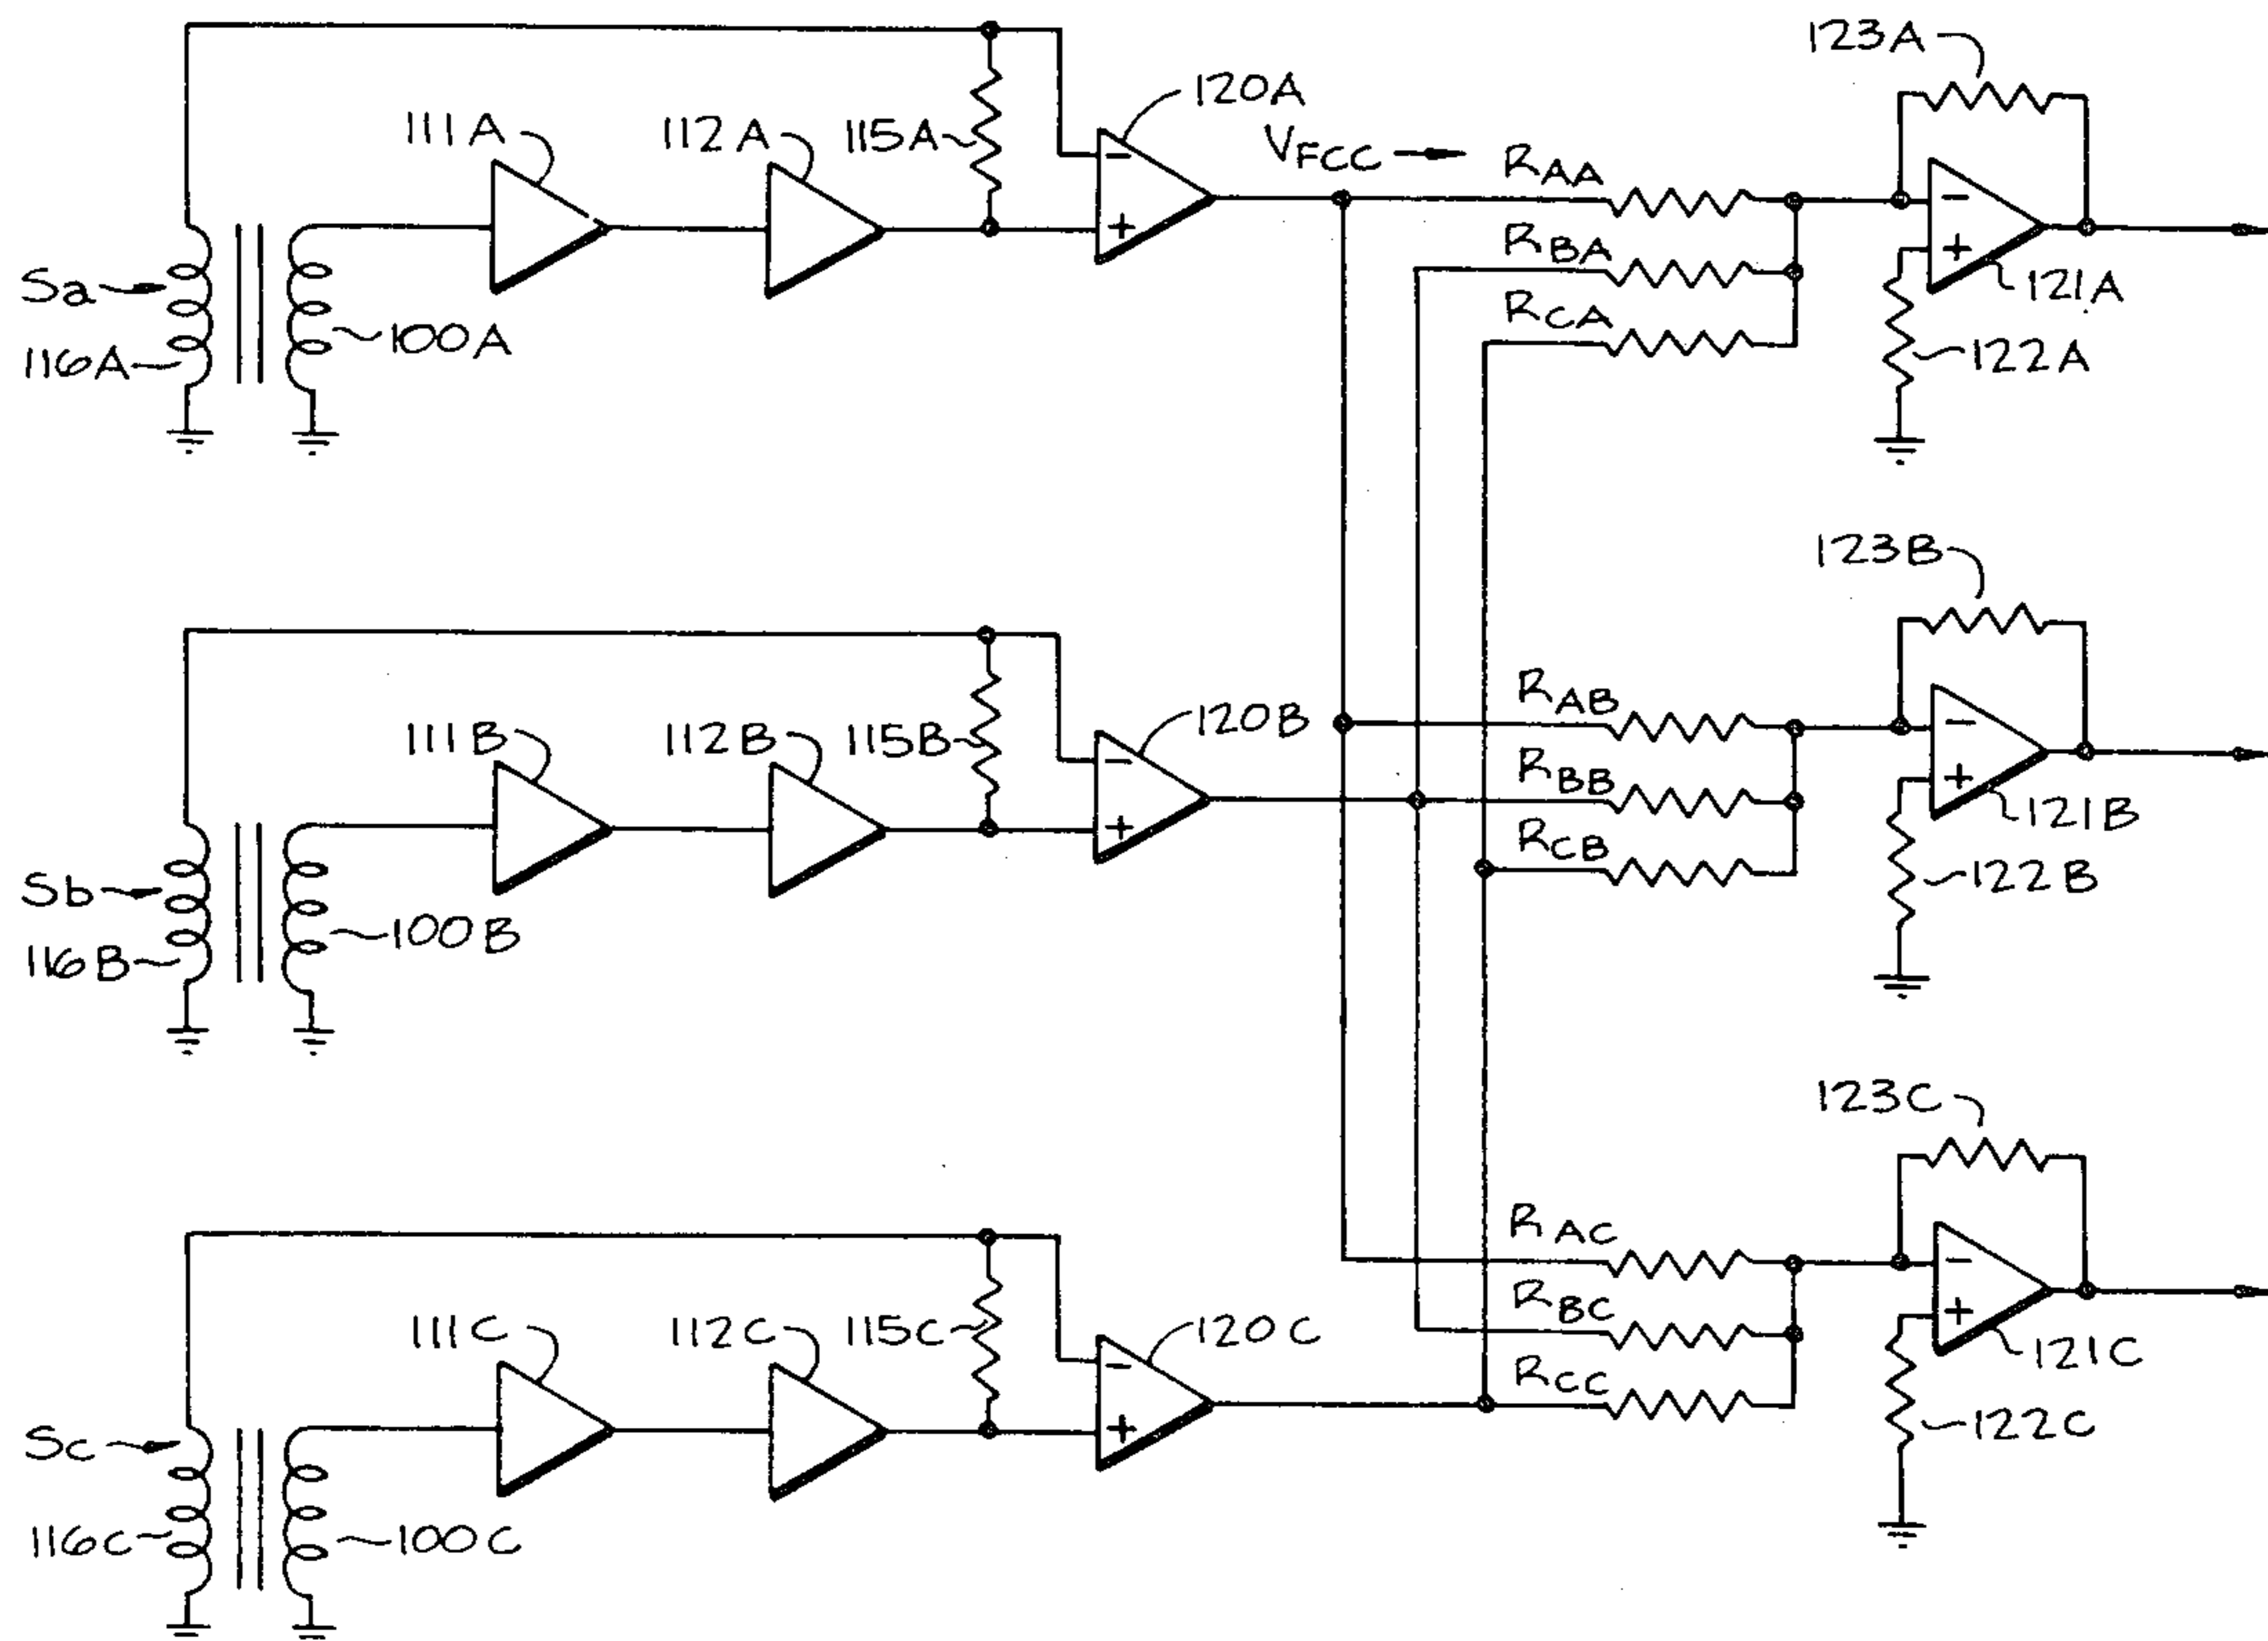 123A
120A
111A
112A
115A
VFCC
RAA
−
−
+
RBA
+
Sa
121A
RCA
100A
116A
122A
123B
RAB
120B
111B
112B
115B
−
−
RBB
+
+
121B
RCB
Sb
122B
100B
116B
123C
RAC
−
RBC
+
111C
112C
115C
120C
−
121C
RCC
+
122C
Sc
116C
100C